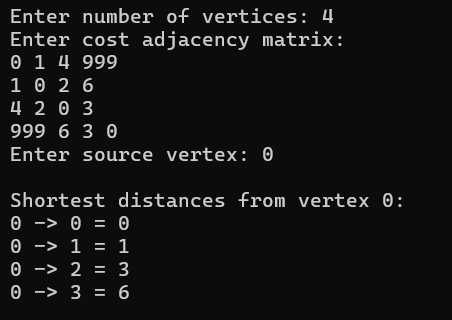 Enter number of vertices: 4
Enter cost adjacency matrix:
0 1 4 999
1 0 2 6
4 2 0 3
999 6 3 0
Enter source vertex: 0
Shortest distances from vertex 0:
0 -> 0 = 0
0 -> 1 = 1
0 -> 2 = 3
0 -> 3 = 6